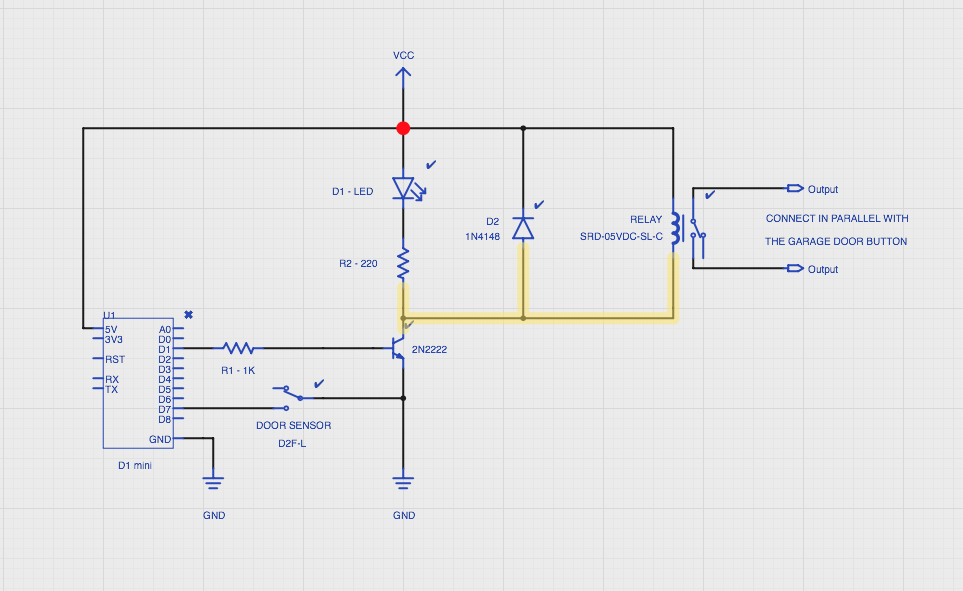 VCC
D1 - LED
D2
1N4148
RELAY
SRD-05VDC-SL-C
Output
CONNECT IN PARALLEL WITH
THE GARAGE DOOR BUTTON
Output
R2 - 220
U1
5V
3V3
RST
RX
TX
A0
D0
D1
D2
D3
D4
D5
D6
D7
D8
GND
D1 mini
R1 - 1K
2N2222
DOOR SENSOR
D2F-L
GND
GND